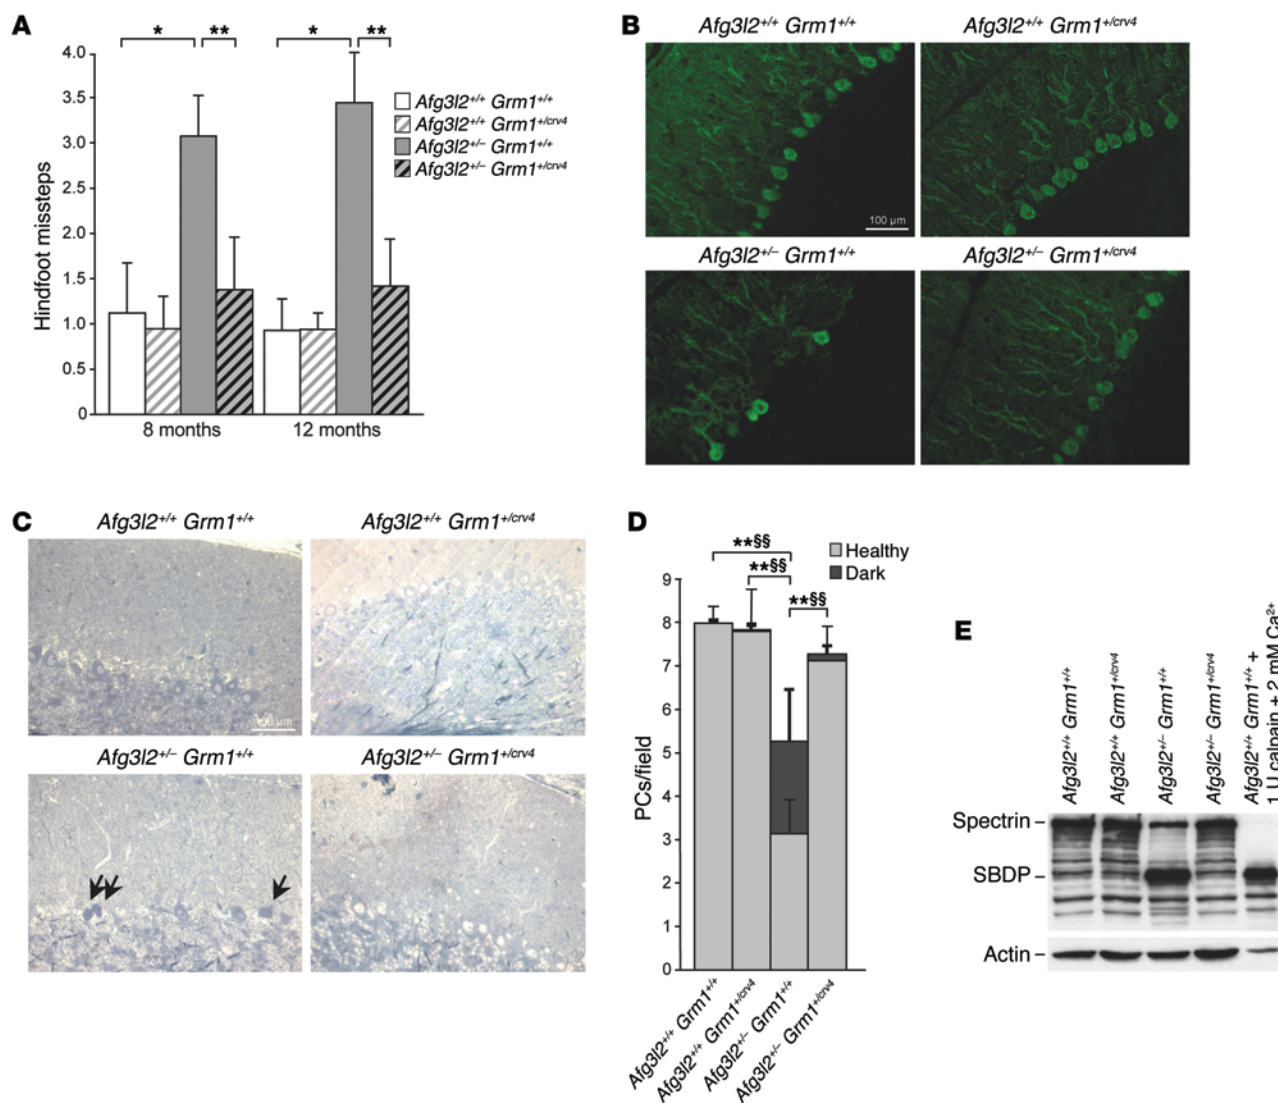 A
* ** * **
4.0
3.5
3.0
2.5
2.0
1.5
1.0
0.5
0
Hindfoot missteps
8 months
12 months
Afg3l2+/+ Grm1+/+
Afg3l2+/+ Grm1+/crv4
Afg3l2+/– Grm1+/+
Afg3l2+/– Grm1+/crv4
B
Afg3l2+/+ Grm1+/+
Afg3l2+/+ Grm1+/crv4
100 µm
Afg3l2+/– Grm1+/+
Afg3l2+/– Grm1+/crv4
C
Afg3l2+/+ Grm1+/+
Afg3l2+/+ Grm1+/crv4
100 µm
Afg3l2+/– Grm1+/+
Afg3l2+/– Grm1+/crv4
D
**§§
**§§
**§§
Healthy
Dark
9
8
7
6
5
4
3
2
1
0
PCs/field
Afg3l2+/+ Grm1+/+
Afg3l2+/+ Grm1+/crv4
Afg3l2+/– Grm1+/+
Afg3l2+/– Grm1+/crv4
E
Afg3l2+/+ Grm1+/+
Afg3l2+/+ Grm1+/crv4
Afg3l2+/– Grm1+/+
Afg3l2+/– Grm1+/crv4
Afg3l2+/+ Grm1+/+ +
1 U calpain + 2 mM Ca2+
Spectrin –
SBDP –
Actin –